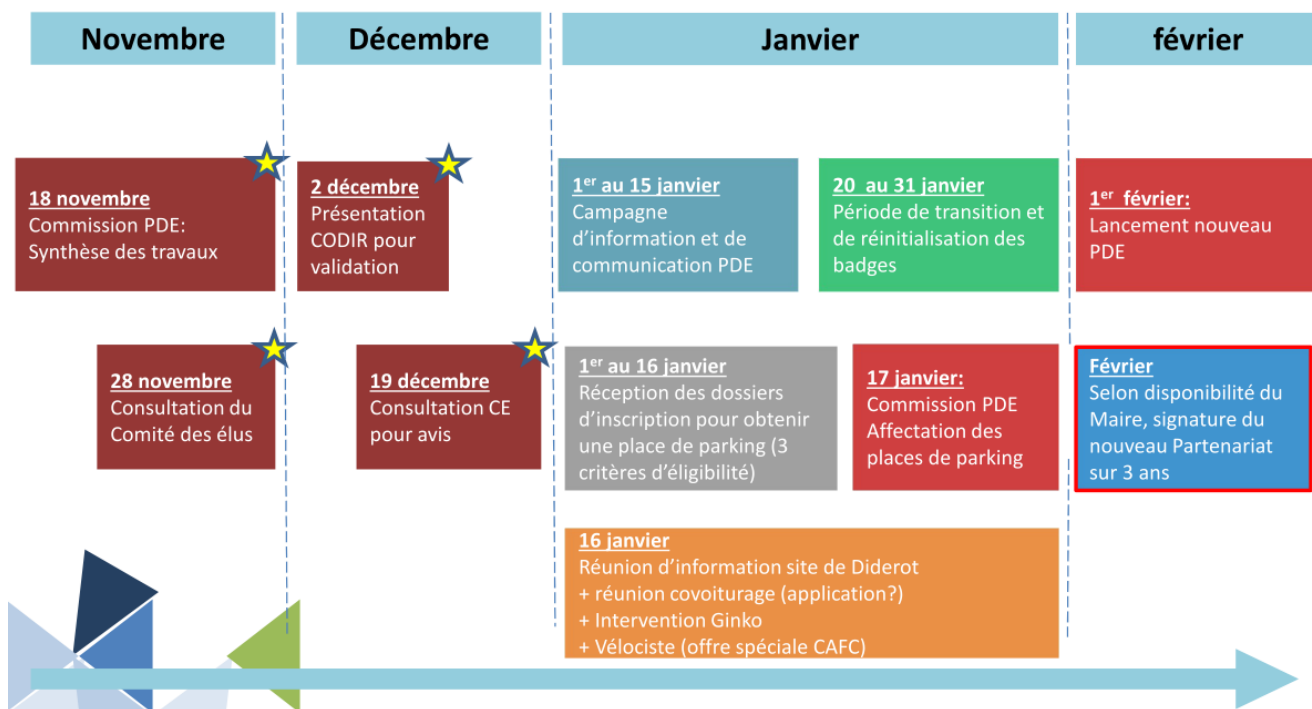 Novembre
Décembre
Janvier
février
18 novembre
Commission PDE:
Synthèse des travaux
2 décembre
Présentation
CODIR pour
validation
1er au 15 janvier
Campagne
d'information et de
communication PDE
20 au 31 janvier
Période de transition et
de réinitialisation des
badges
1er février:
Lancement nouveau
PDE
28 novembre
Consultation du
Comité des élus
19 décembre
Consultation CE
pour avis
1er au 16 janvier
Réception des dossiers
d'inscription pour obtenir
une place de parking (3
critères d'éligibilité)
17 janvier:
Commission PDE
Affectation des
places de parking
Février
Selon disponibilité du
Maire, signature du
nouveau Partenariat
sur 3 ans
16 janvier
Réunion d'information site de Diderot
+ réunion covoiturage (application?)
+ Intervention Ginko
+ Vélociste (offre spéciale CAFC)